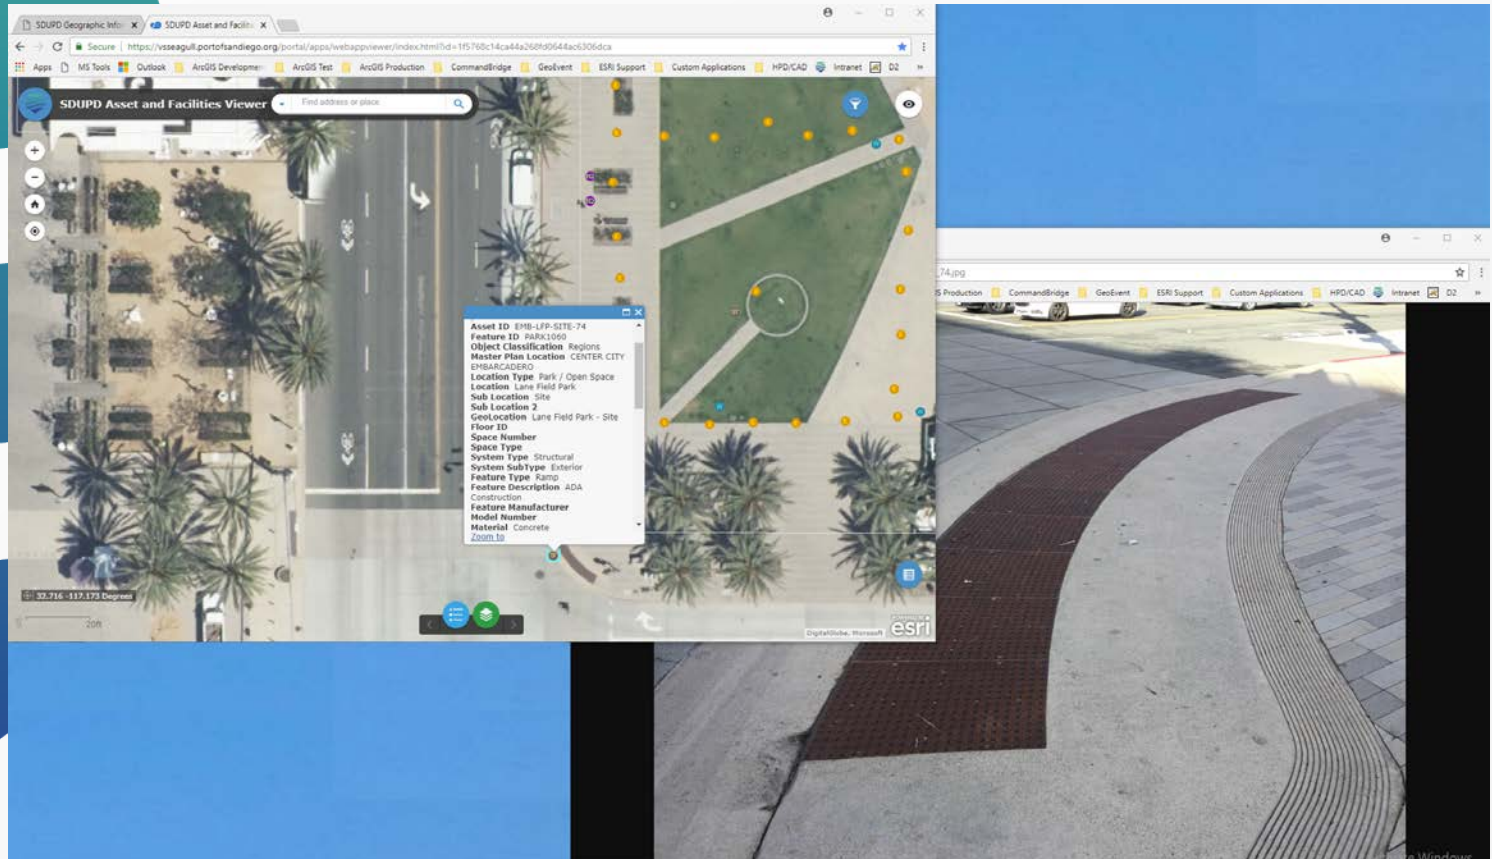 SDUPD Geographic Infor
SDUPD Asset and Faciliti
Secure
https://vsseagull.portofsandiego.org/portal/apps/webappviewer/index.html?id=1f5768c14ca44a268fd0644ac6306dca
Apps MS Tools Outlook ArcGIS Developmen ArcGIS Test ArcGIS Production CommandBridge GeoEvent ESRI Support Custom Applications HPD/CAD Intranet D2 »
SDUPD Asset and Facilities Viewer
Find address or place
Asset ID EMB-LFP-SITE-74
Feature ID PARK1060
Object Classification Regions
Master Plan Location CENTER CITY
EMBARCADERO
Location Type Park / Open Space
Location Lane Field Park
Sub Location Site
Sub Location 2
GeoLocation Lane Field Park - Site
Floor ID
Space Number
Space Type
System Type Structural
System SubType Exterior
Feature Type Ramp
Feature Description ADA
Construction
Feature Manufacturer
Model Number
Material Concrete
Zoom to
32.716 -117.173 Degrees
20ft
DigitalGlobe, Microsoft
esri
_74.jpg
S Production CommandBridge GeoEvent ESRI Support Custom Applications HPD/CAD Intranet D2 »
Windows